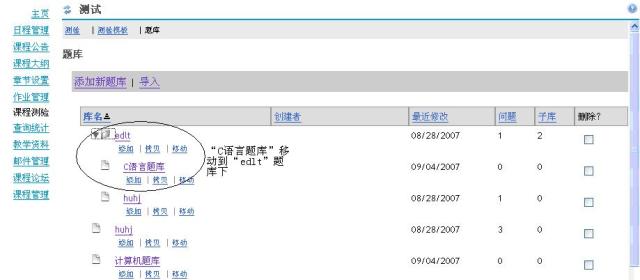 测试
主页
日程管理
课程公告
课程大纲
章节设置
作业管理
课程测验
查询统计
教学资料
邮件管理
课程论坛
课程管理
测验 | 测验模板 | 题库
题库
添加新题库 | 导入
库名 创建者 最近修改 问题 子库 删除?
edlt 08/28/2007 1 2
添加 | 拷贝 | 移动
C语言题库 09/04/2007 0 0
添加 | 拷贝 | 移动
“C语言题库”移
动到“edlt”题
库下
huhj 08/28/2007 1 0
添加 | 拷贝 | 移动
huhj 08/28/2007 3 0
添加 | 拷贝 | 移动
计算机题库 09/04/2007 0 0
添加 | 拷贝 | 移动